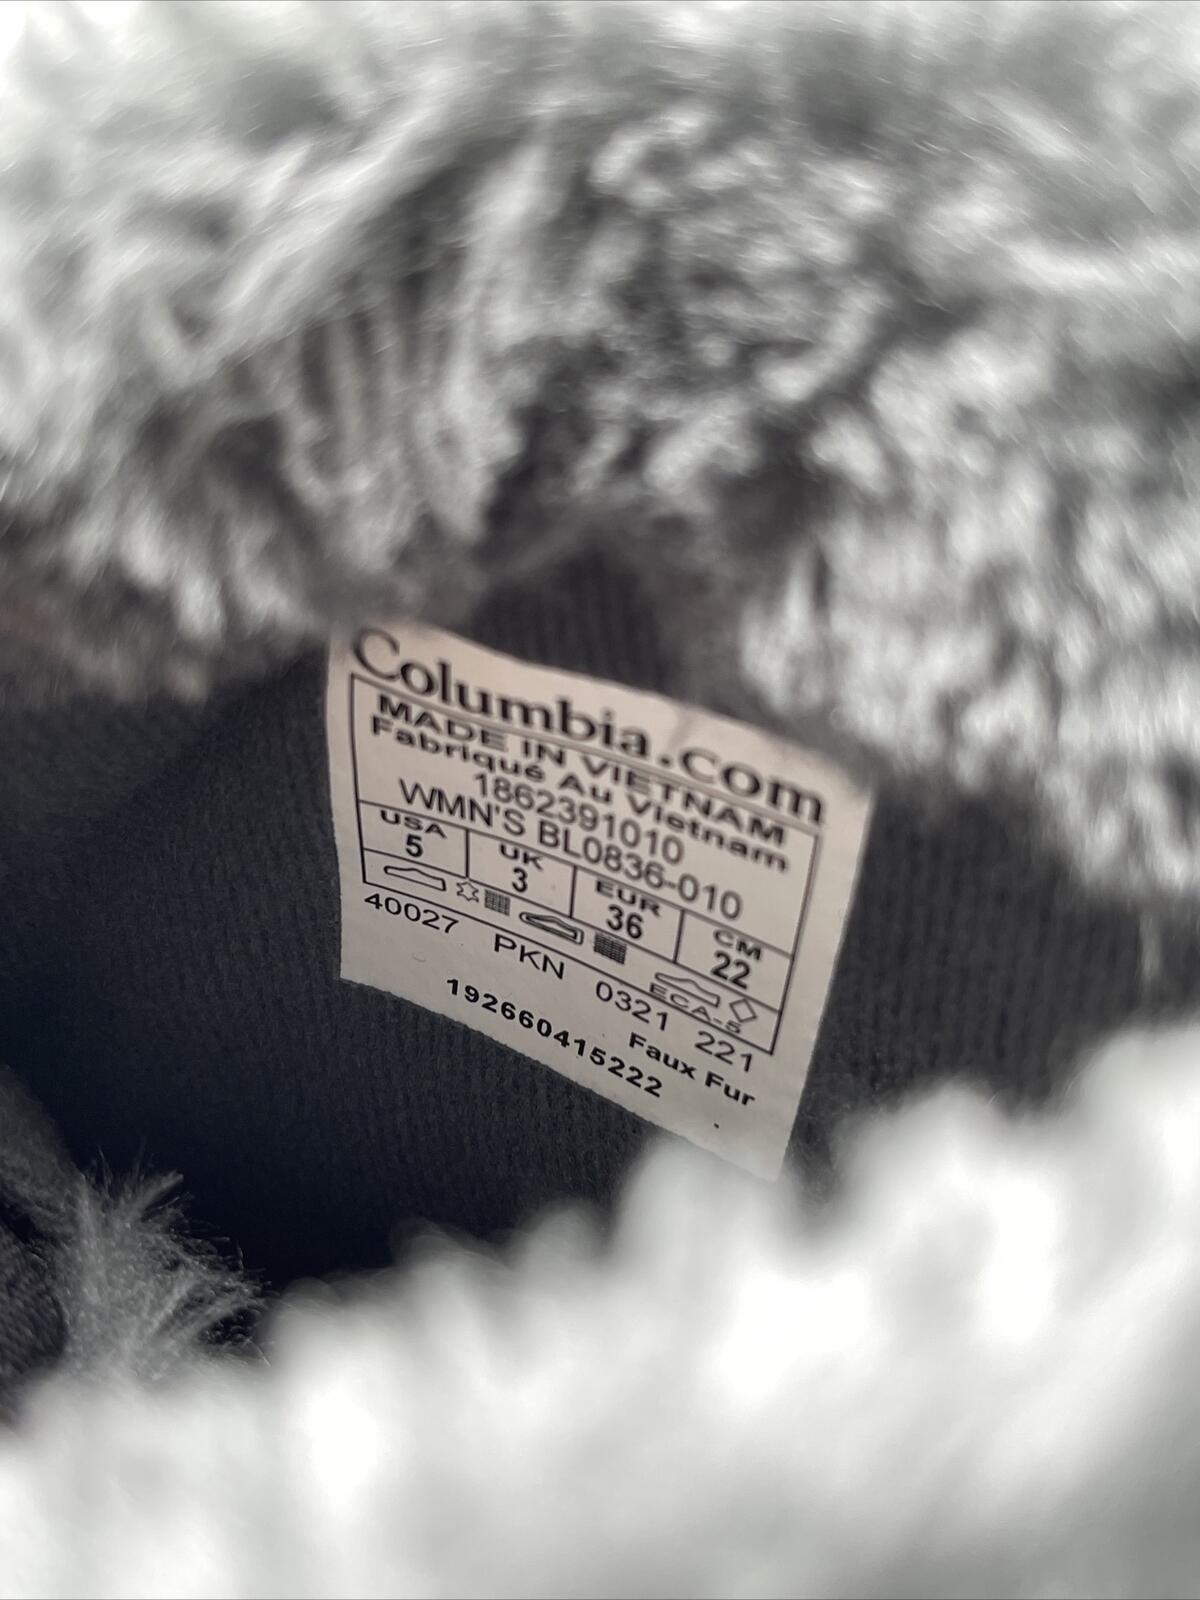 Columbia.com
MADE IN VIETNAM
Fabriqué Au Vietnam
1862391010
WMN'S BL0836-010
USA UK EUR CM
5 3 36 22
ECA-5
40027 PKN 0321 221
Faux Fur
192660415222